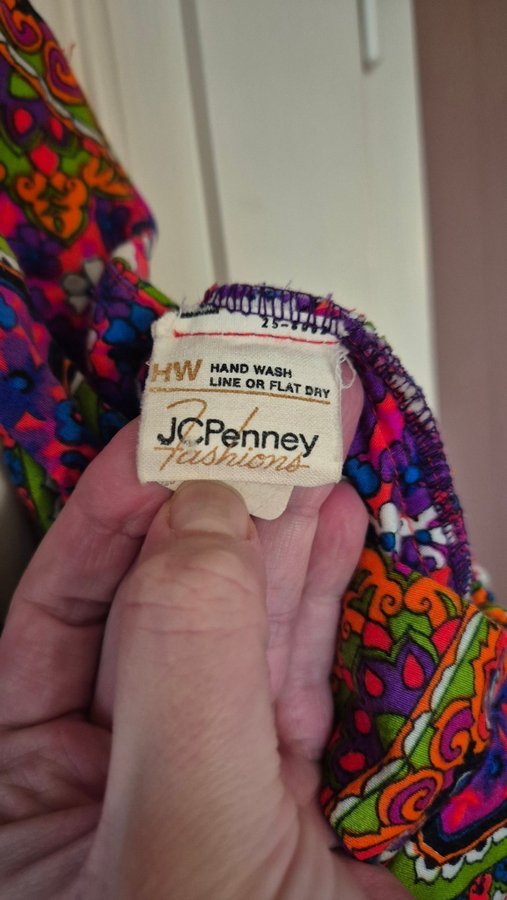 HW HAND WASH
LINE OR FLAT DRY
JCPenney
Fashions